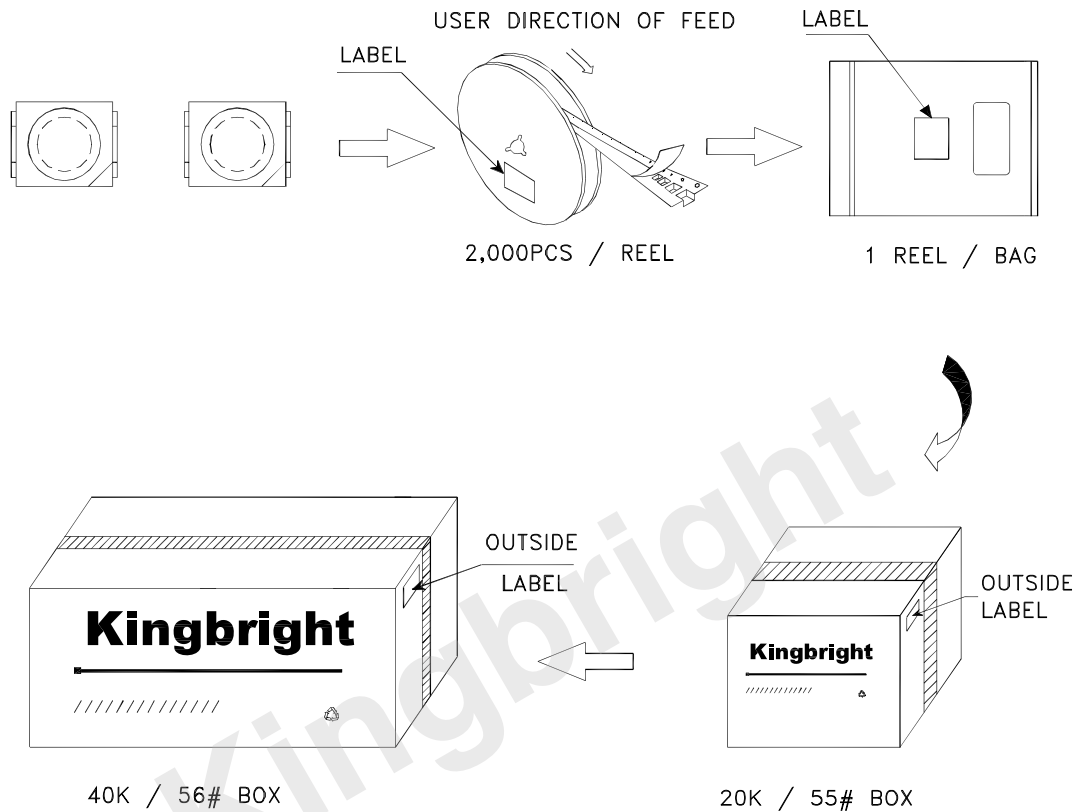 USER DIRECTION OF FEED
LABEL
LABEL
2,000PCS / REEL
1 REEL / BAG
OUTSIDE
LABEL
Kingbright
40K / 56# BOX
OUTSIDE
LABEL
Kingbright
20K / 55# BOX
Kingbright